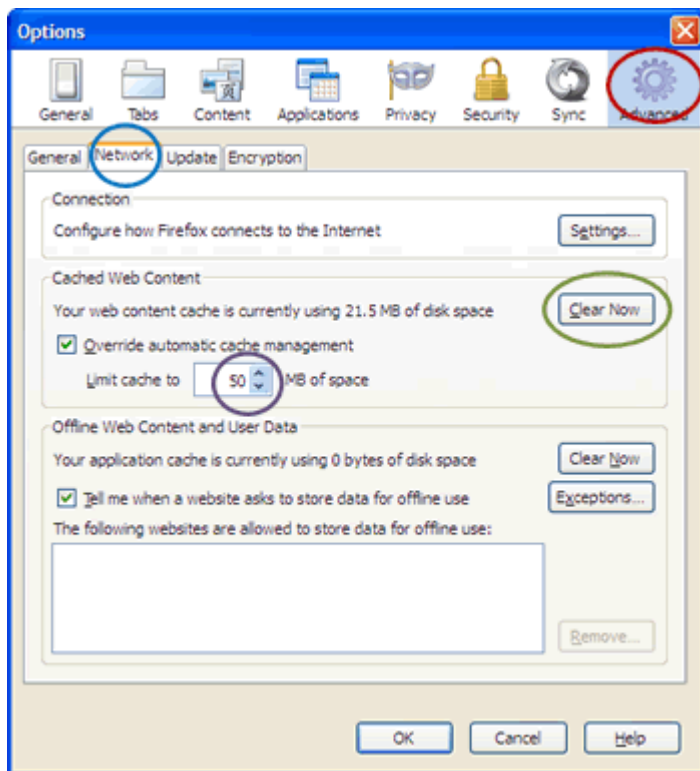 Options
General Tabs Content Applications Privacy Security Sync Advanced
General Network Update Encryption
Connection
Configure how Firefox connects to the Internet Settings...
Cached Web Content
Your web content cache is currently using 21.5 MB of disk space Clear Now
Override automatic cache management
Limit cache to 50 MB of space
Offline Web Content and User Data
Your application cache is currently using 0 bytes of disk space Clear Now
Tell me when a website asks to store data for offline use Exceptions...
The following websites are allowed to store data for offline use:
Remove...
OK Cancel Help